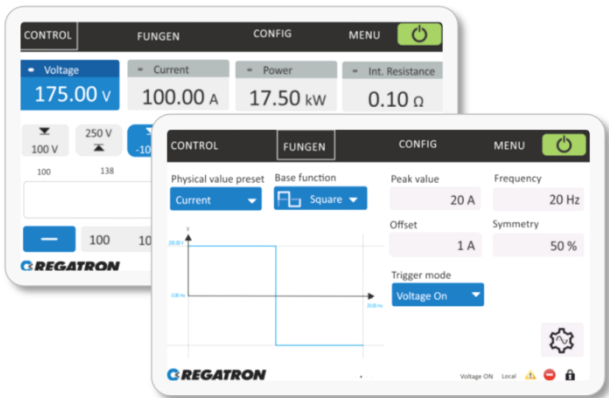 CONTROL FUNGEN CONFIG MENU
Voltage Current Power Int. Resistance
175.00 V 100.00 A 17.50 kW 0.10 Ω
100 V 250 V -10
100 138
100 10
REGATRON
CONTROL FUNGEN CONFIG MENU
Physical value preset Base function Peak value Frequency
Current Square 20 A 20 Hz
Offset Symmetry
1 A 50 %
V
Trigger mode
Voltage On
REGATRON
Voltage ON Local